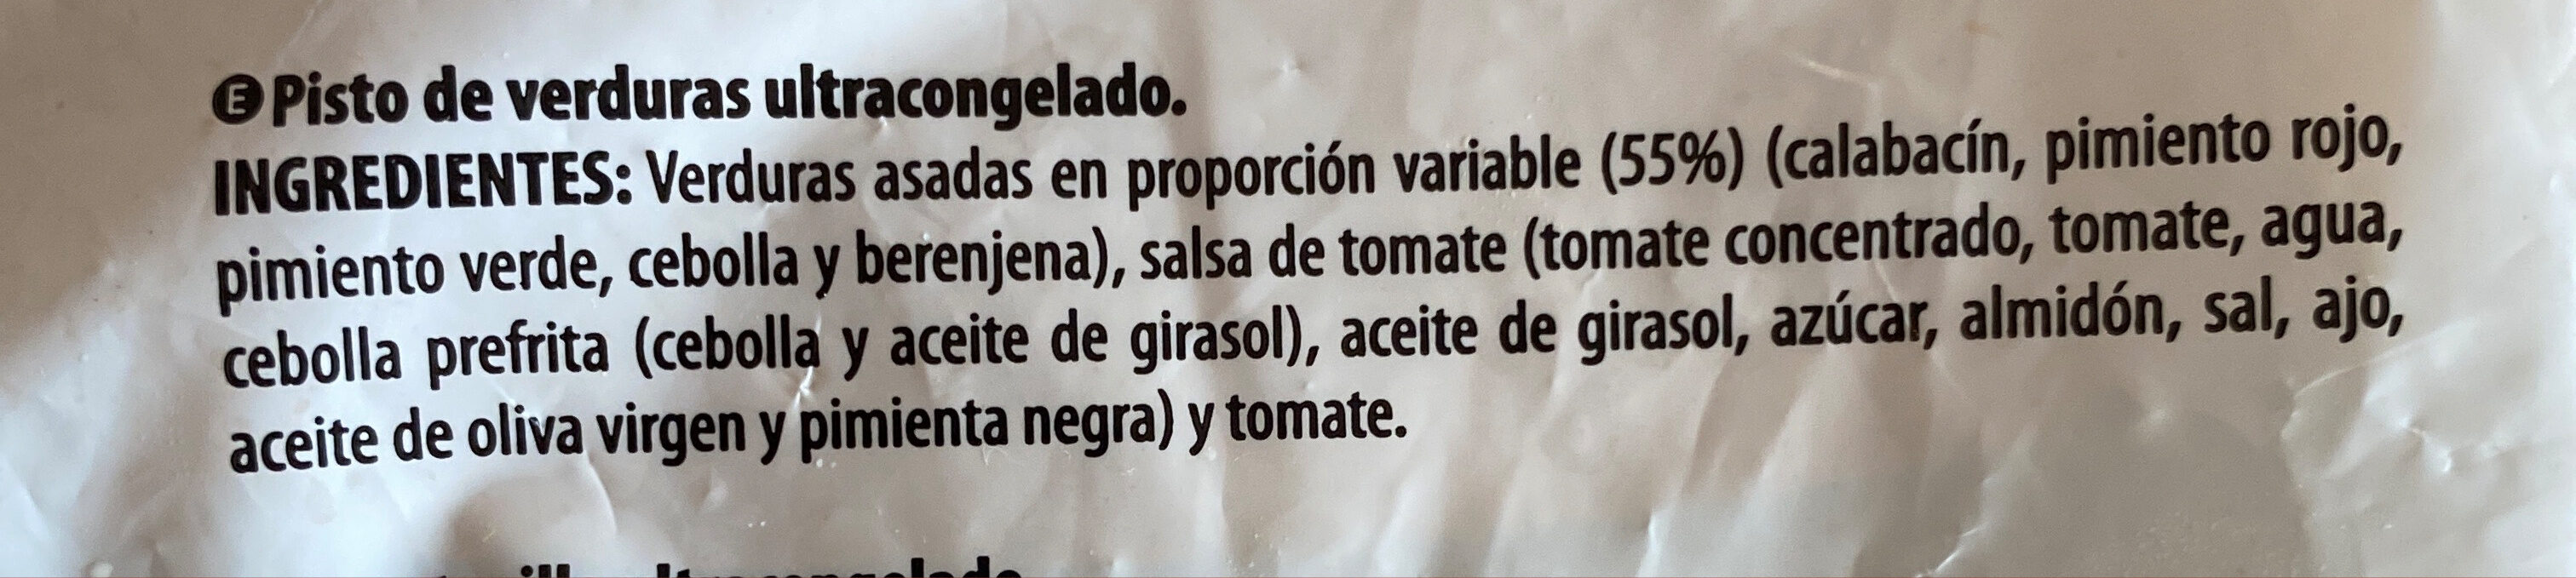 ⒺPisto de verduras ultracongelado.
INGREDIENTES: Verduras asadas en proporción variable (55%) (calabacín, pimiento rojo,
pimiento verde, cebolla y berenjena), salsa de tomate (tomate concentrado, tomate, agua,
cebolla prefrita (cebolla y aceite de girasol), aceite de girasol, azúcar, almidón, sal, ajo,
aceite de oliva virgen y pimienta negra) y tomate.